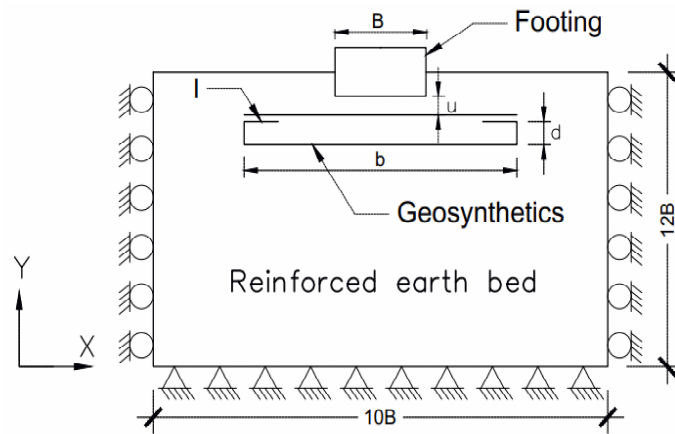 B
Footing
l
u
d
b
Geosynthetics
12B
Reinforced earth bed
Y
X
10B